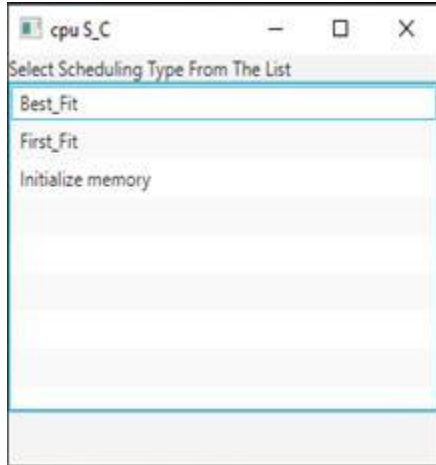 cpu S_C
Select Scheduling Type From The List
Best_Fit
First_Fit
Initialize memory